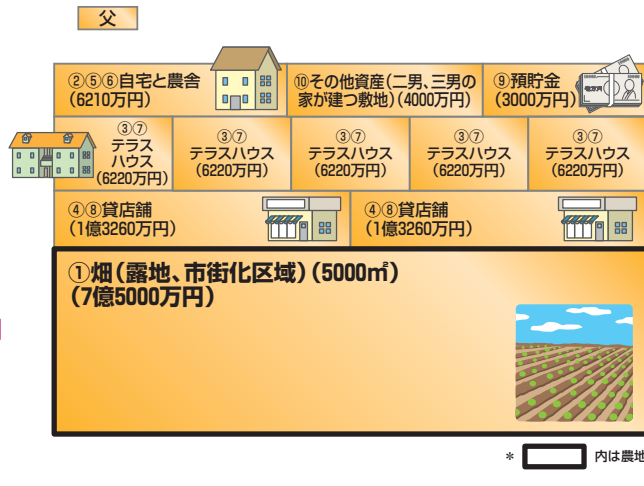 父
②⑤⑥自宅と農舎
(6210万円)
⑩その他資産(二男、三男の
家が建つ敷地)(4000万円)
⑨預貯金
(3000万円)
③⑦
テラス
ハウス
(6220万円)
③⑦
テラスハウス
(6220万円)
③⑦
テラスハウス
(6220万円)
③⑦
テラスハウス
(6220万円)
③⑦
テラスハウス
(6220万円)
④⑧貸店舗
(1億3260万円)
④⑧貸店舗
(1億3260万円)
①畑(露地、市街化区域)(5000㎡)
(7億5000万円)
* 内は農地